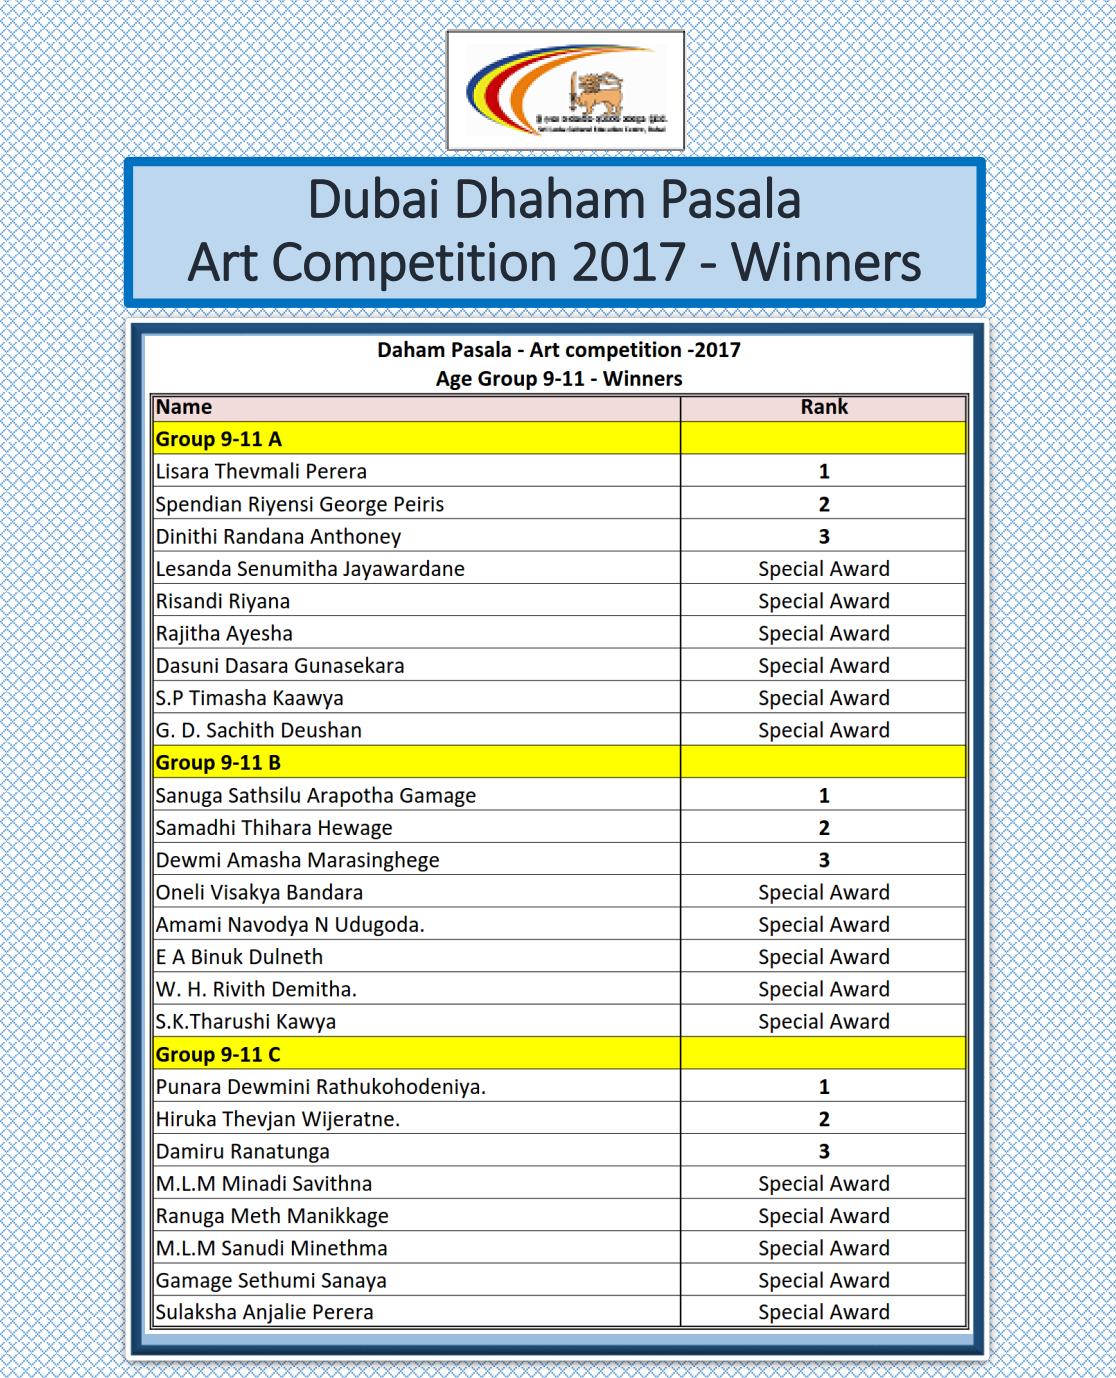 Sri Lanka Cultural Education Centre, Dubai
Dubai Dhaham Pasala
Art Competition 2017 - Winners
Daham Pasala - Art competition -2017
Age Group 9-11 - Winners
Name Rank
Group 9-11 A
Lisara Thevmali Perera 1
Spendian Riyensi George Peiris 2
Dinithi Randana Anthoney 3
Lesanda Senumitha Jayawardane Special Award
Risandi Riyana Special Award
Rajitha Ayesha Special Award
Dasuni Dasara Gunasekara Special Award
S.P Timasha Kaawya Special Award
G. D. Sachith Deushan Special Award
Group 9-11 B
Sanuga Sathsilu Arapotha Gamage 1
Samadhi Thihara Hewage 2
Dewmi Amasha Marasinghege 3
Oneli Visakya Bandara Special Award
Amami Navodya N Udugoda. Special Award
E A Binuk Dulneth Special Award
W. H. Rivith Demitha. Special Award
S.K.Tharushi Kawya Special Award
Group 9-11 C
Punara Dewmini Rathukohodeniya. 1
Hiruka Thevjan Wijeratne. 2
Damiru Ranatunga 3
M.L.M Minadi Savithna Special Award
Ranuga Meth Manikkage Special Award
M.L.M Sanudi Minethma Special Award
Gamage Sethumi Sanaya Special Award
Sulaksha Anjalie Perera Special Award